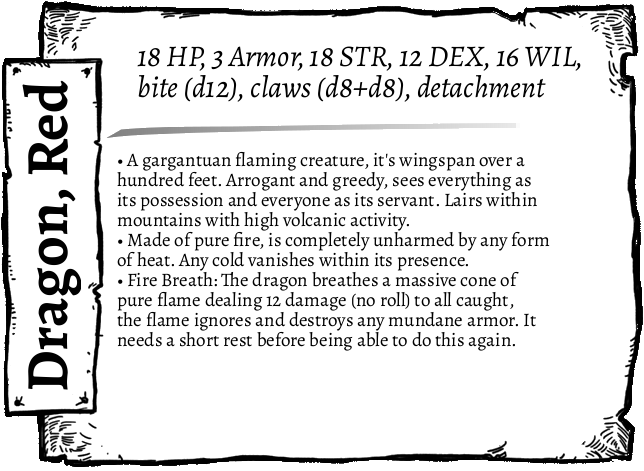 Dragon, Red
18 HP, 3 Armor, 18 STR, 12 DEX, 16 WIL,
bite (d12), claws (d8+d8), detachment
• A gargantuan flaming creature, it's wingspan over a
hundred feet. Arrogant and greedy, sees everything as
its possession and everyone as its servant. Lairs within
mountains with high volcanic activity.
• Made of pure fire, is completely unharmed by any form
of heat. Any cold vanishes within its presence.
• Fire Breath: The dragon breathes a massive cone of
pure flame dealing 12 damage (no roll) to all caught,
the flame ignores and destroys any mundane armor. It
needs a short rest before being able to do this again.